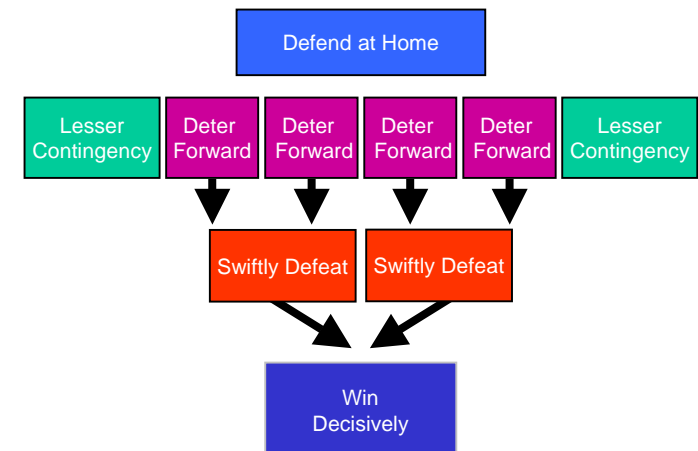 Defend at Home
Lesser
Contingency
Deter
Forward
Deter
Forward
Deter
Forward
Deter
Forward
Lesser
Contingency
Swiftly Defeat
Swiftly Defeat
Win
Decisively